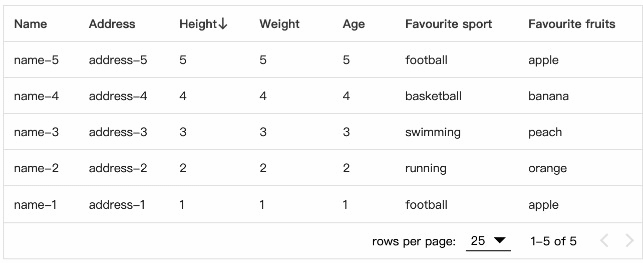 Name Address Height↓ Weight Age Favourite sport Favourite fruits
name-5 address-5 5 5 5 football apple
name-4 address-4 4 4 4 basketball banana
name-3 address-3 3 3 3 swimming peach
name-2 address-2 2 2 2 running orange
name-1 address-1 1 1 1 football apple
rows per page: 25 1-5 of 5